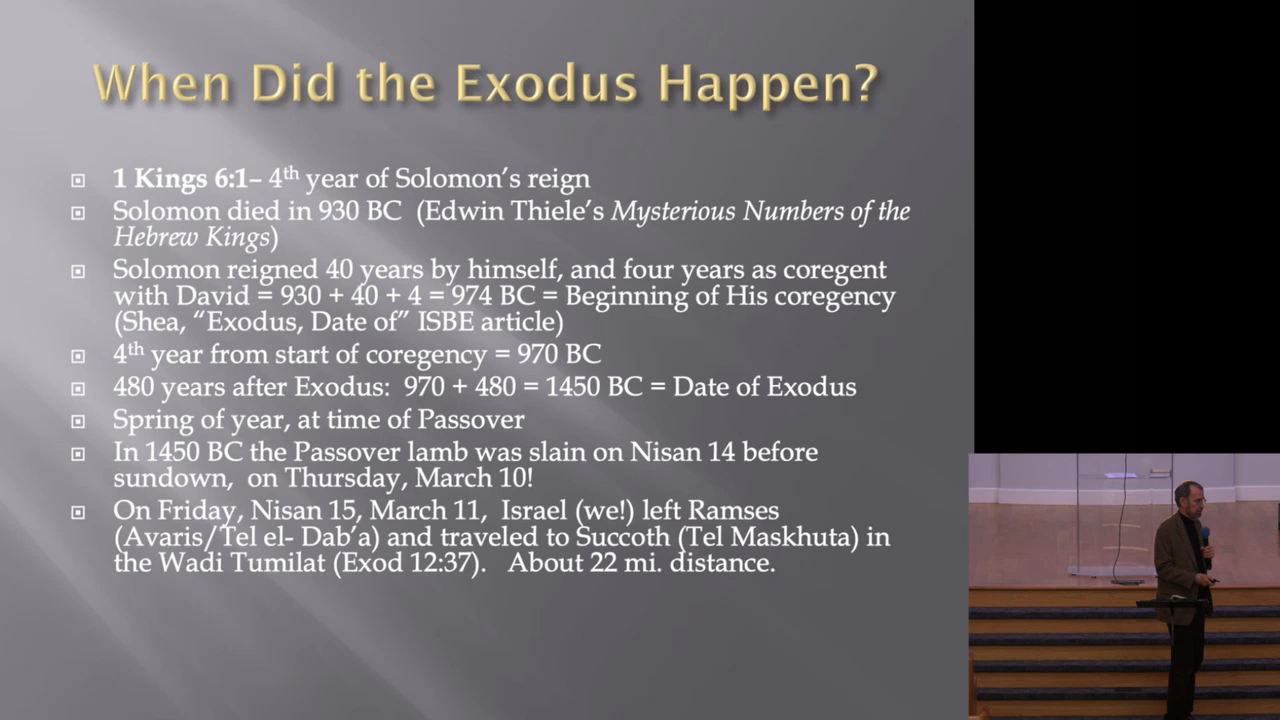 When Did the Exodus Happen?
1 Kings 6:1– 4th year of Solomon's reign
Solomon died in 930 BC (Edwin Thiele's Mysterious Numbers of the
Hebrew Kings)
Solomon reigned 40 years by himself, and four years as coregent
with David = 930 + 40 + 4 = 974 BC = Beginning of His coregency
(Shea, "Exodus, Date of" ISBE article)
4th year from start of coregency = 970 BC
480 years after Exodus: 970 + 480 = 1450 BC = Date of Exodus
Spring of year, at time of Passover
In 1450 BC the Passover lamb was slain on Nisan 14 before
sundown, on Thursday, March 10!
On Friday, Nisan 15, March 11, Israel (we!) left Ramses
(Avaris/Tel el- Dab'a) and traveled to Succoth (Tel Maskhuta) in
the Wadi Tumilat (Exod 12:37). About 22 mi. distance.